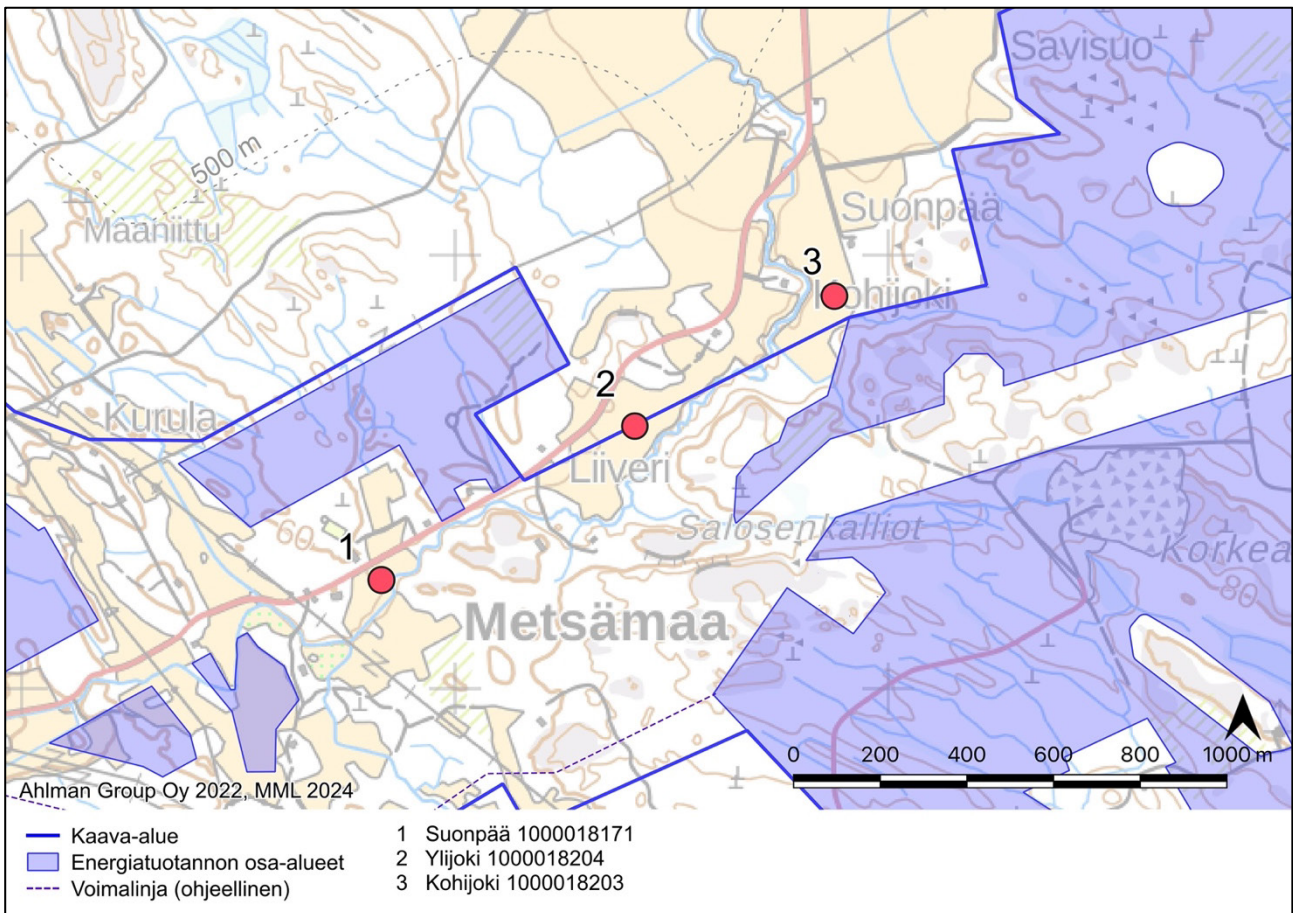 Savisuo
500 m
Maaniittu
Suonpää
3
Kohijoki
Kurula
2
Liiveri
60
1
Salosenkalliot
Korkea
80
Metsämaa
0 200 400 600 800 1000 m
Ahlman Group Oy 2022, MML 2024
Kaava-alue
Energiatuotannon osa-alueet
Voimalinja (ohjeellinen)
1 Suonpää 1000018171
2 Ylijoki 1000018204
3 Kohijoki 1000018203